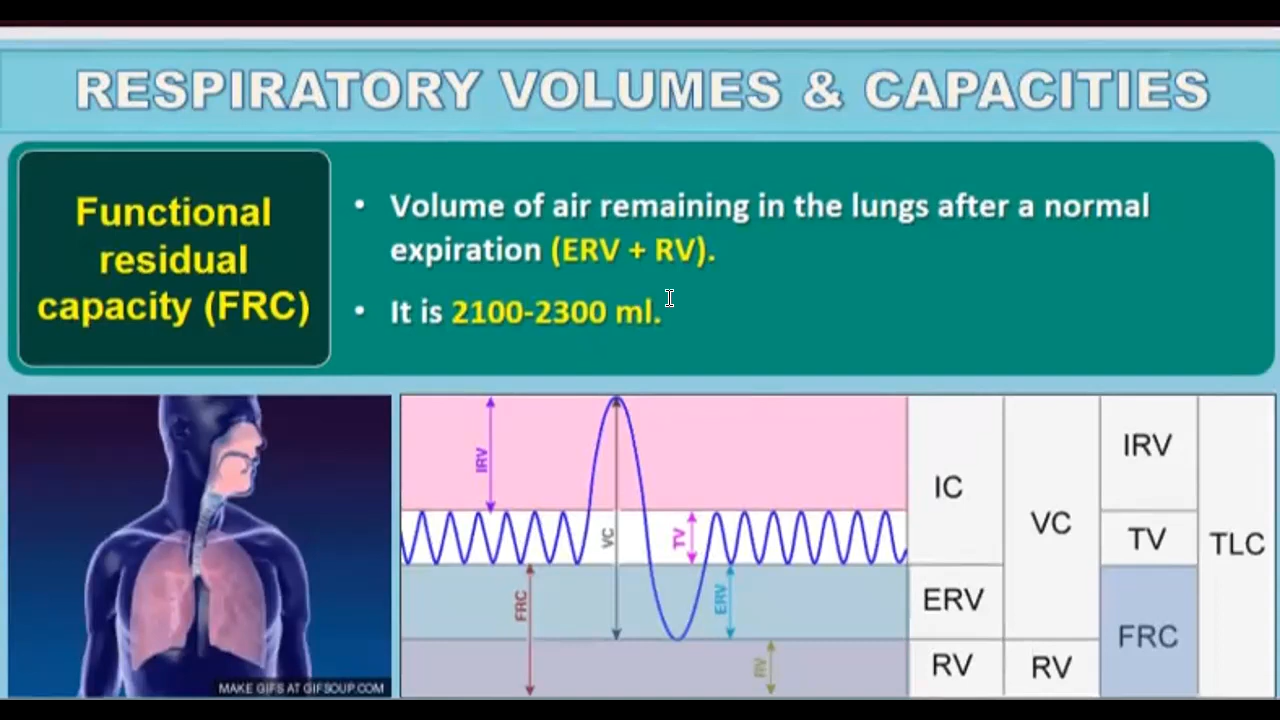 RESPIRATORY VOLUMES & CAPACITIES
Functional
residual
capacity (FRC)
• Volume of air remaining in the lungs after a normal
expiration (ERV + RV).
• It is 2100-2300 ml.
MAKE GIFS AT GIFSOUP.COM
IRV
VC
TV
FRC
ERV
RV
IC
ERV
RV
VC
RV
IRV
TV
FRC
TLC